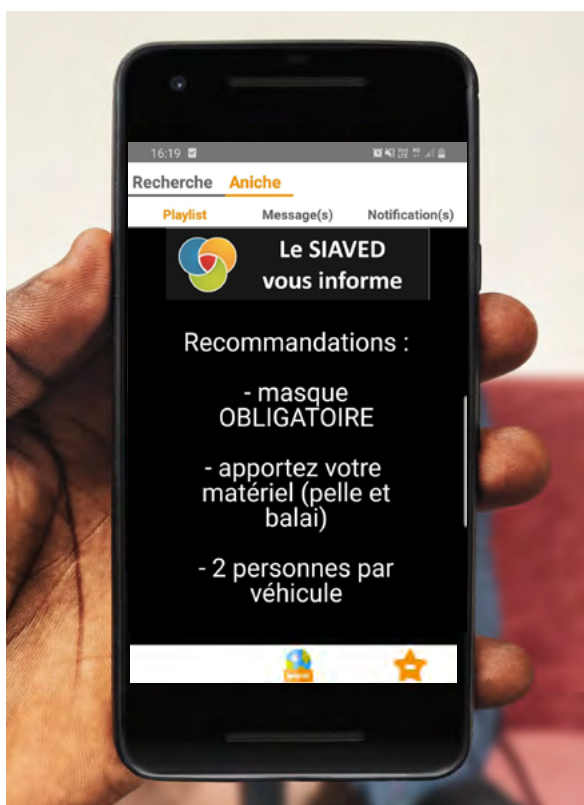 16:19
Recherche Aniche
Playlist Message(s) Notification(s)
Le SIAVED
vous informe
Recommandations :
- masque
OBLIGATOIRE
- apportez votre
matériel (pelle et
balai)
- 2 personnes par
véhicule